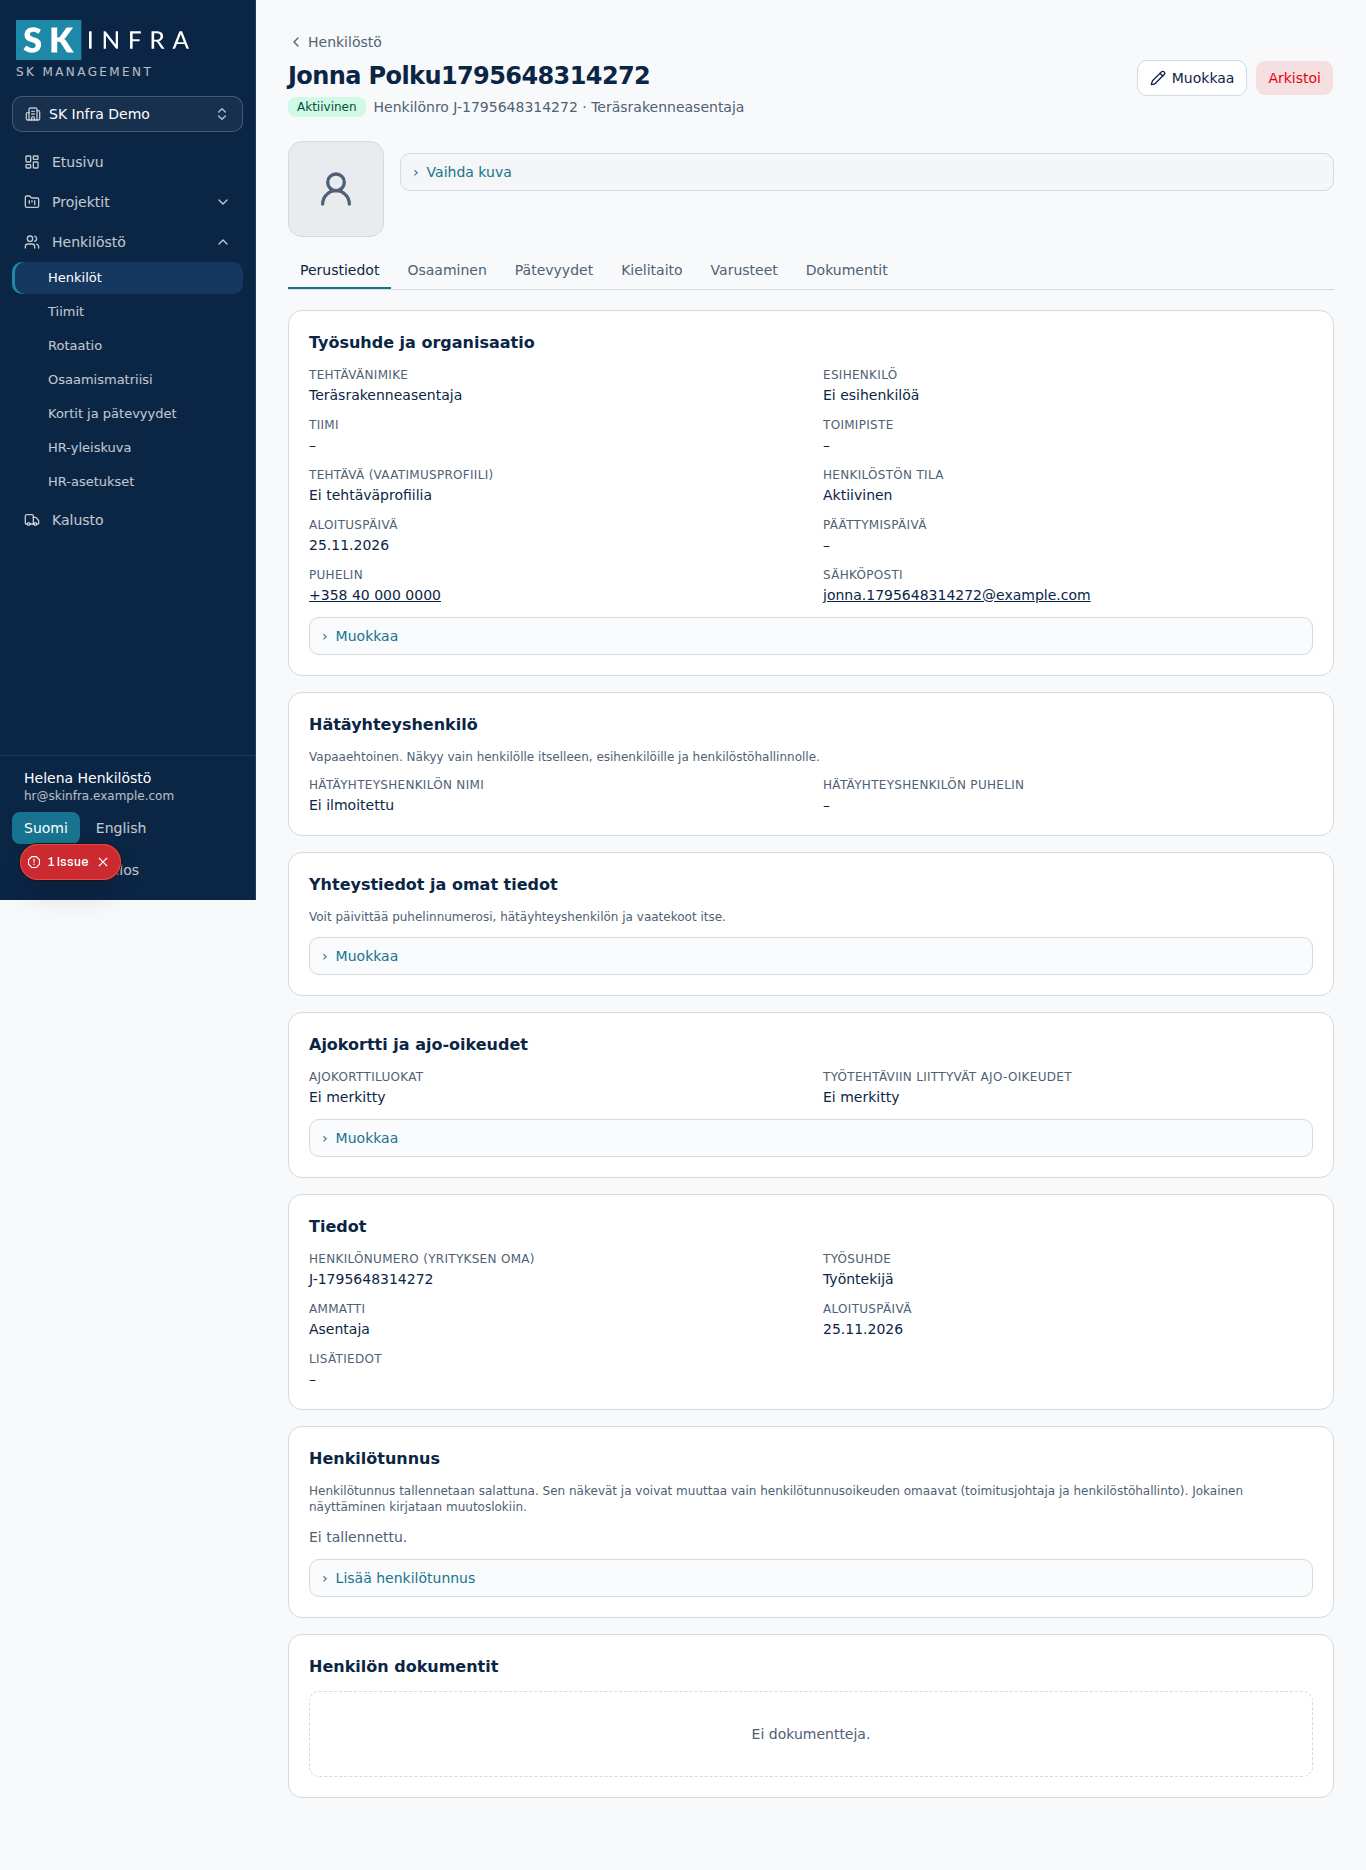 SK INFRA
SK MANAGEMENT
SK Infra Demo
Etusivu
Projektit
Henkilöstö
Henkilöt
Tiimit
Rotaatio
Osaamismatriisi
Kortit ja pätevyydet
HR-yleiskuva
HR-asetukset
Kalusto
Helena Henkilöstö
hr@skinfra.example.com
Suomi English
1 Issue
Henkilöstö
Jonna Polku1795648314272
Muokkaa Arkistoi
Aktiivinen Henkilönro J-1795648314272 · Teräsrakenneasentaja
› Vaihda kuva
Perustiedot Osaaminen Pätevyydet Kielitaito Varusteet Dokumentit
Työsuhde ja organisaatio
TEHTÄVÄNIMIKE ESIHENKILÖ
Teräsrakenneasentaja Ei esihenkilöä
TIIMI TOIMIPISTE
– –
TEHTÄVÄ (VAATIMUSPROFIILI) HENKILÖSTÖN TILA
Ei tehtäväprofiilia Aktiivinen
ALOITUSPÄIVÄ PÄÄTTYMISPÄIVÄ
25.11.2026 –
PUHELIN SÄHKÖPOSTI
+358 40 000 0000 jonna.1795648314272@example.com
› Muokkaa
Hätäyhteyshenkilö
Vapaaehtoinen. Näkyy vain henkilölle itselleen, esihenkilöille ja henkilöstöhallinnolle.
HÄTÄYHTEYSHENKILÖN NIMI HÄTÄYHTEYSHENKILÖN PUHELIN
Ei ilmoitettu –
Yhteystiedot ja omat tiedot
Voit päivittää puhelinnumerosi, hätäyhteyshenkilön ja vaatekoot itse.
› Muokkaa
Ajokortti ja ajo-oikeudet
AJOKORTTILUOKAT TYÖTEHTÄVIIN LIITTYVÄT AJO-OIKEUDET
Ei merkitty Ei merkitty
› Muokkaa
Tiedot
HENKILÖNUMERO (YRITYKSEN OMA) TYÖSUHDE
J-1795648314272 Työntekijä
AMMATTI ALOITUSPÄIVÄ
Asentaja 25.11.2026
LISÄTIEDOT
–
Henkilötunnus
Henkilötunnus tallennetaan salattuna. Sen näkevät ja voivat muuttaa vain henkilötunnusoikeuden omaavat (toimitusjohtaja ja henkilöstöhallinto). Jokainen
näyttäminen kirjataan muutoslokiin.
Ei tallennettu.
› Lisää henkilötunnus
Henkilön dokumentit
Ei dokumentteja.